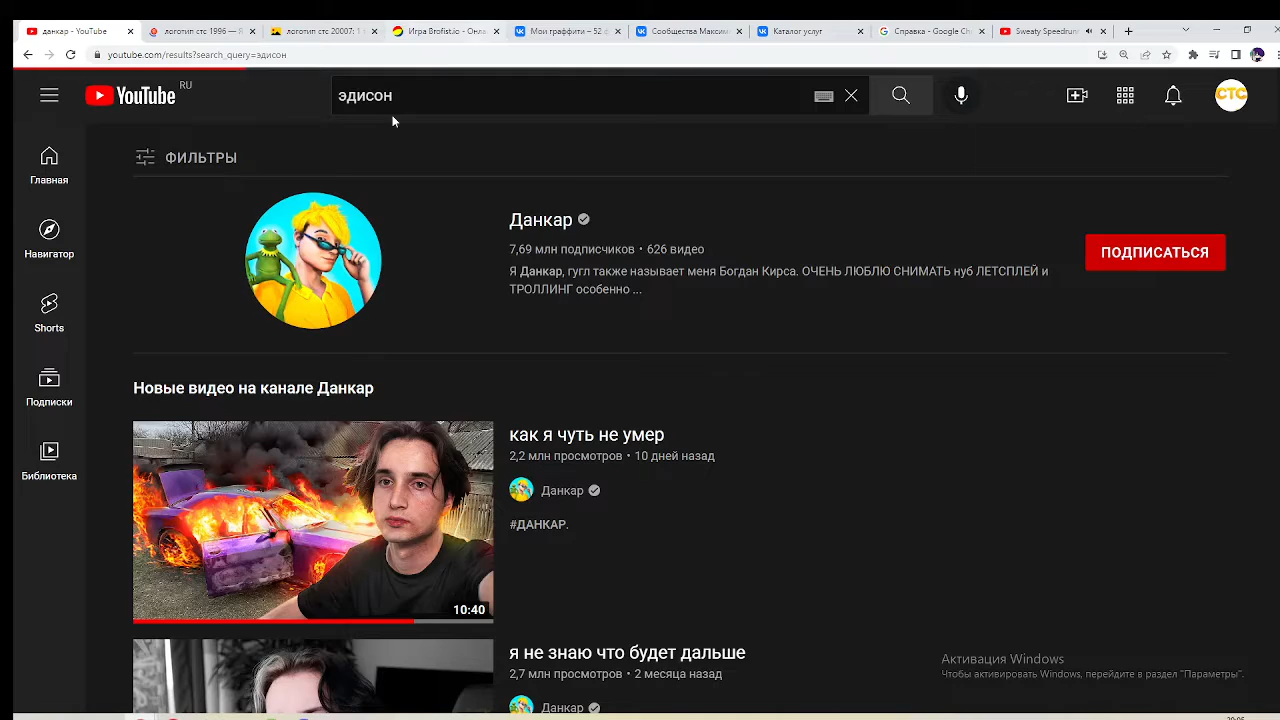 данкар - YouTube
логотип стс 1996 — Я
логотип стс 2000г: 1
Игра Brofist.io - Онла
Мои граффити – 52 d
Сообщества Максим
Каталог услуг
Справка - Google Ch
Sweaty Speedrunn
youtube.com/results?search_query=эдисон
YouTube RU
эдисон
СТС
Главная
Навигатор
Shorts
Подписки
Библиотека
ФИЛЬТРЫ
Данкар
7,69 млн подписчиков • 626 видео
Я Данкар, гугл также называет меня Богдан Кирса. ОЧЕНЬ ЛЮБЛЮ СНИМАТЬ нуб ЛЕТСПЛЕЙ и
ТРОЛЛИНГ особенно ...
ПОДПИСАТЬСЯ
Новые видео на канале Данкар
10:40
как я чуть не умер
2,2 млн просмотров • 10 дней назад
Данкар
#ДАНКАР.
я не знаю что будет дальше
2,7 млн просмотров • 2 месяца назад
Данкар
Активация Windows
Чтобы активировать Windows, перейдите в раздел "Параметры".